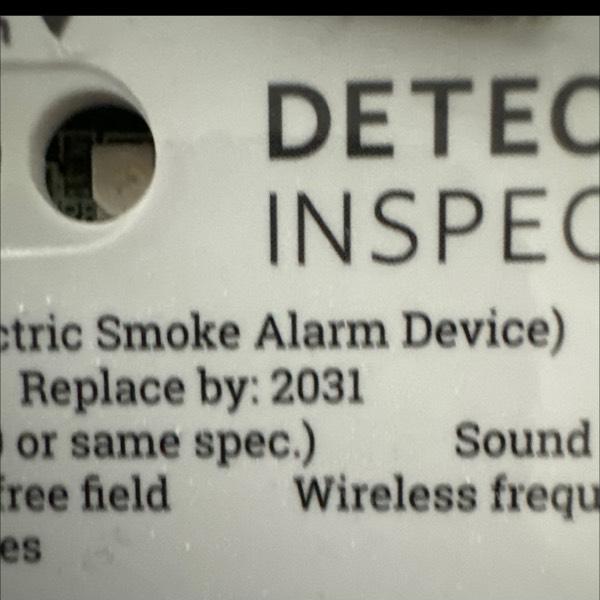 DETEC
INSPEC
ctric Smoke Alarm Device)
Replace by: 2031
) or same spec.) Sound
free field Wireless frequ
es